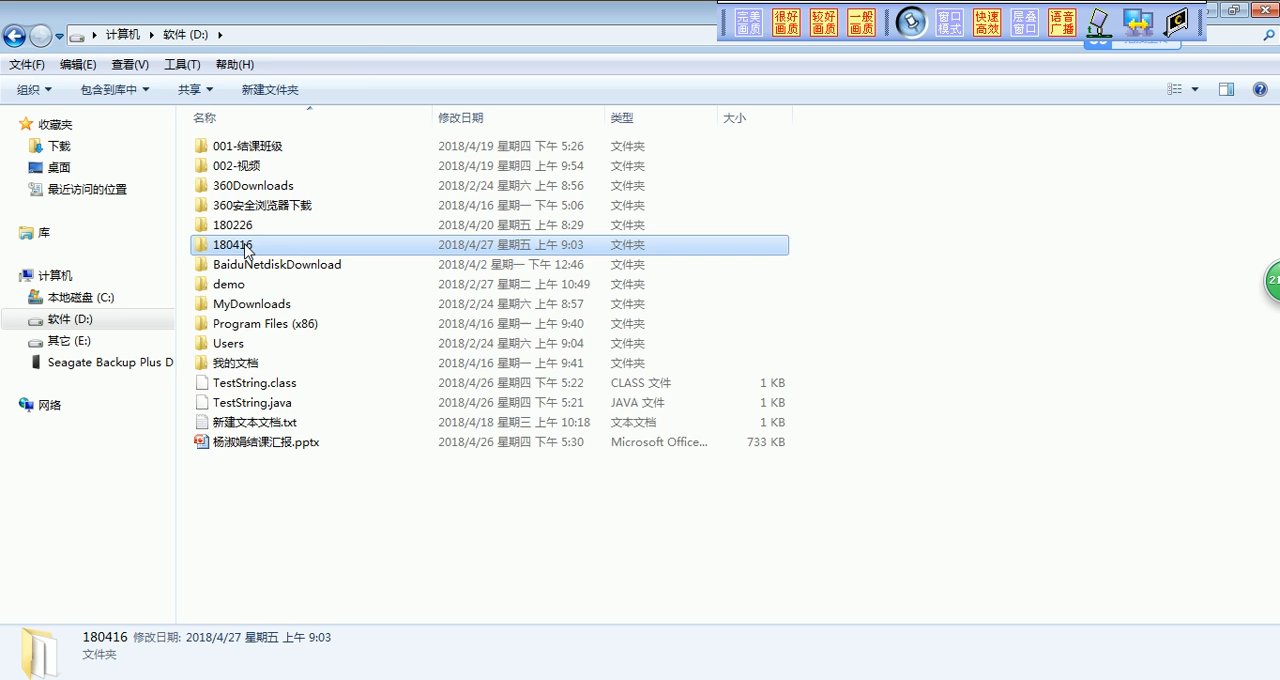 完美画质 很好画质 较好画质 一般画质 窗口模式 快速高效 层叠窗口 语音广播
计算机 软件 (D:)
文件(F) 编辑(E) 查看(V) 工具(T) 帮助(H)
组织 包含到库中 共享 新建文件夹
收藏夹
下载
桌面
最近访问的位置
库
计算机
本地磁盘 (C:)
软件 (D:)
其它 (E:)
Seagate Backup Plus D
网络
名称 修改日期 类型 大小
001-结课班级 2018/4/19 星期四 下午 5:26 文件夹
002-视频 2018/4/19 星期四 上午 9:54 文件夹
360Downloads 2018/2/24 星期六 上午 8:56 文件夹
360安全浏览器下载 2018/4/16 星期一 上午 5:06 文件夹
180226 2018/4/20 星期五 上午 8:29 文件夹
180416 2018/4/27 星期五 上午 9:03 文件夹
BaiduNetdiskDownload 2018/4/2 星期一 下午 12:46 文件夹
demo 2018/2/27 星期二 上午 10:49 文件夹
MyDownloads 2018/2/24 星期六 上午 8:57 文件夹
Program Files (x86) 2018/4/16 星期一 上午 9:40 文件夹
Users 2018/2/24 星期六 上午 9:04 文件夹
我的文档 2018/4/16 星期一 上午 9:41 文件夹
TestString.class 2018/4/26 星期四 下午 5:22 CLASS 文件 1 KB
TestString.java 2018/4/26 星期四 下午 5:21 JAVA 文件 1 KB
新建文本文档.txt 2018/4/18 星期三 上午 10:18 文本文档 1 KB
杨淑娟结课汇报.pptx 2018/4/26 星期四 下午 5:30 Microsoft Office... 733 KB
21
180416 修改日期: 2018/4/27 星期五 上午 9:03
文件夹